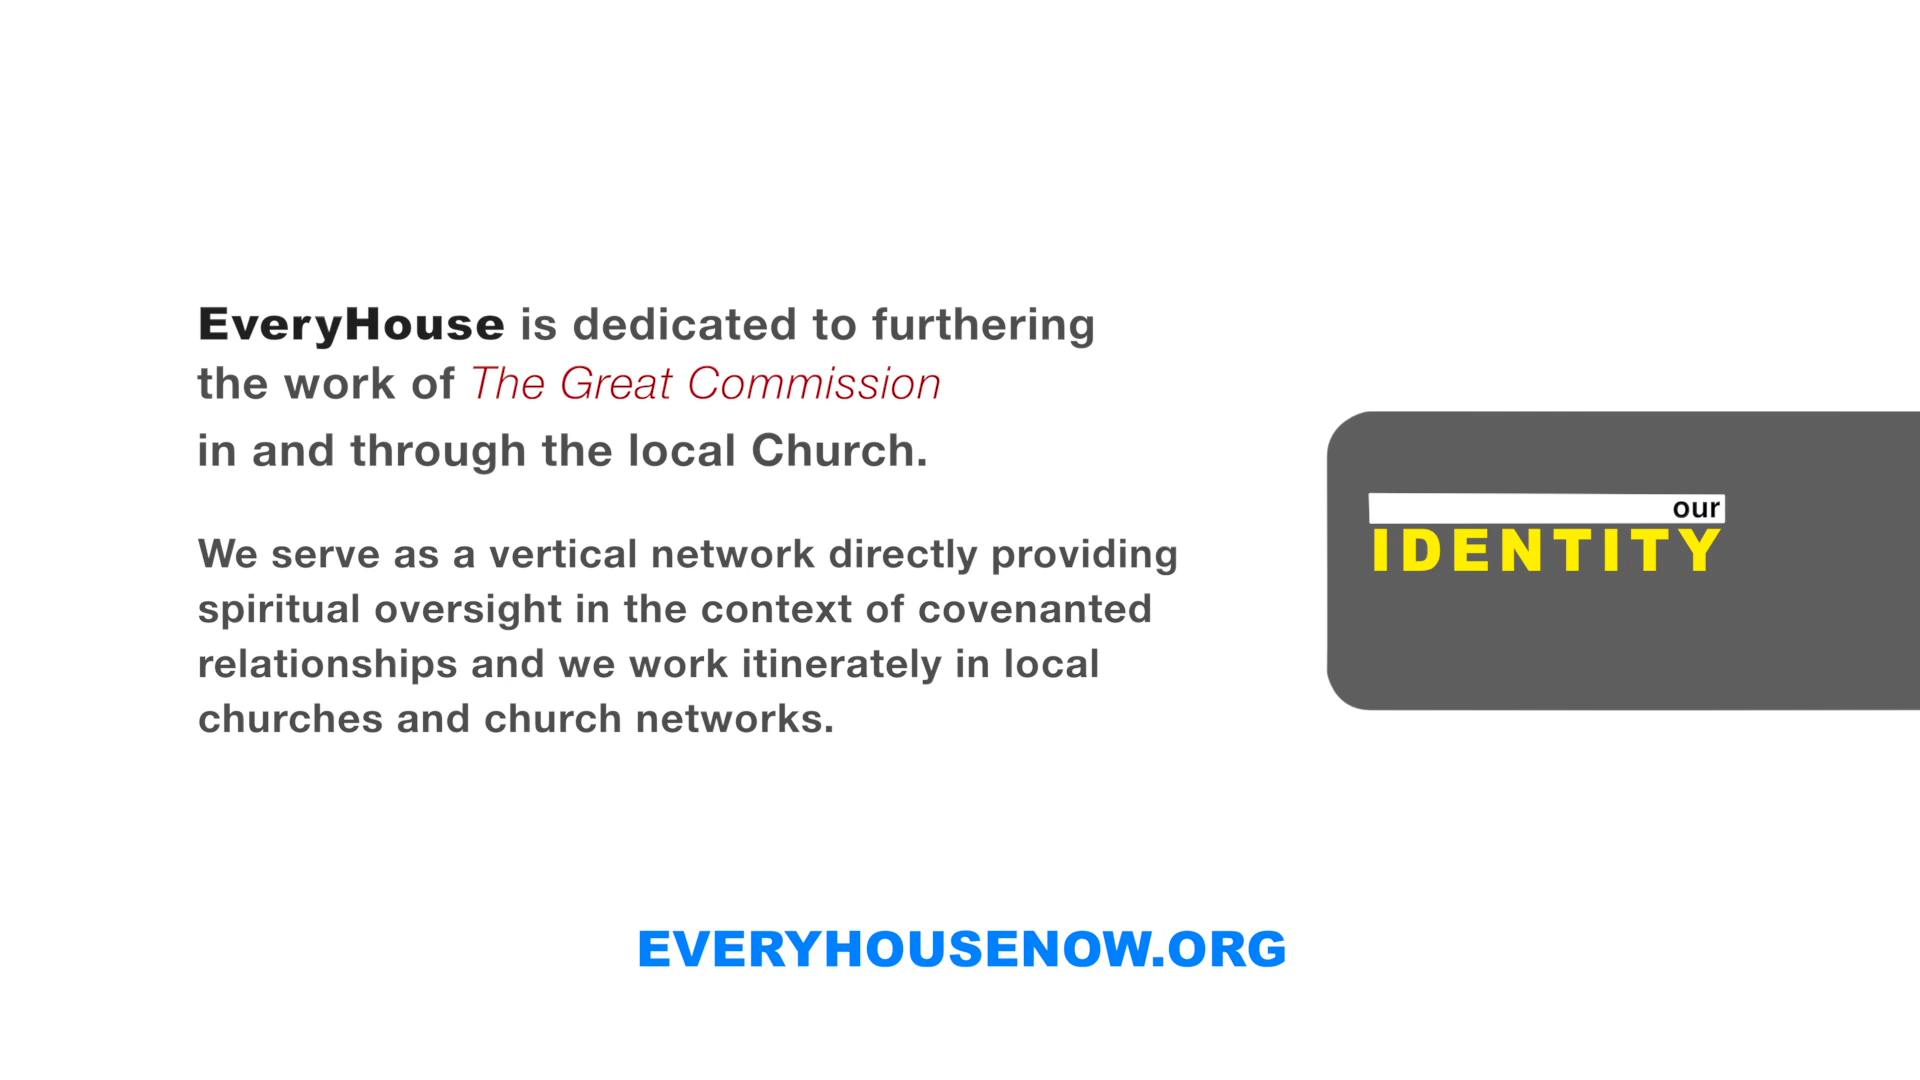 EveryHouse is dedicated to furthering
the work of The Great Commission
in and through the local Church.
We serve as a vertical network directly providing
spiritual oversight in the context of covenanted
relationships and we work itinerately in local
churches and church networks.
our
IDENTITY
EVERYHOUSENOW.ORG